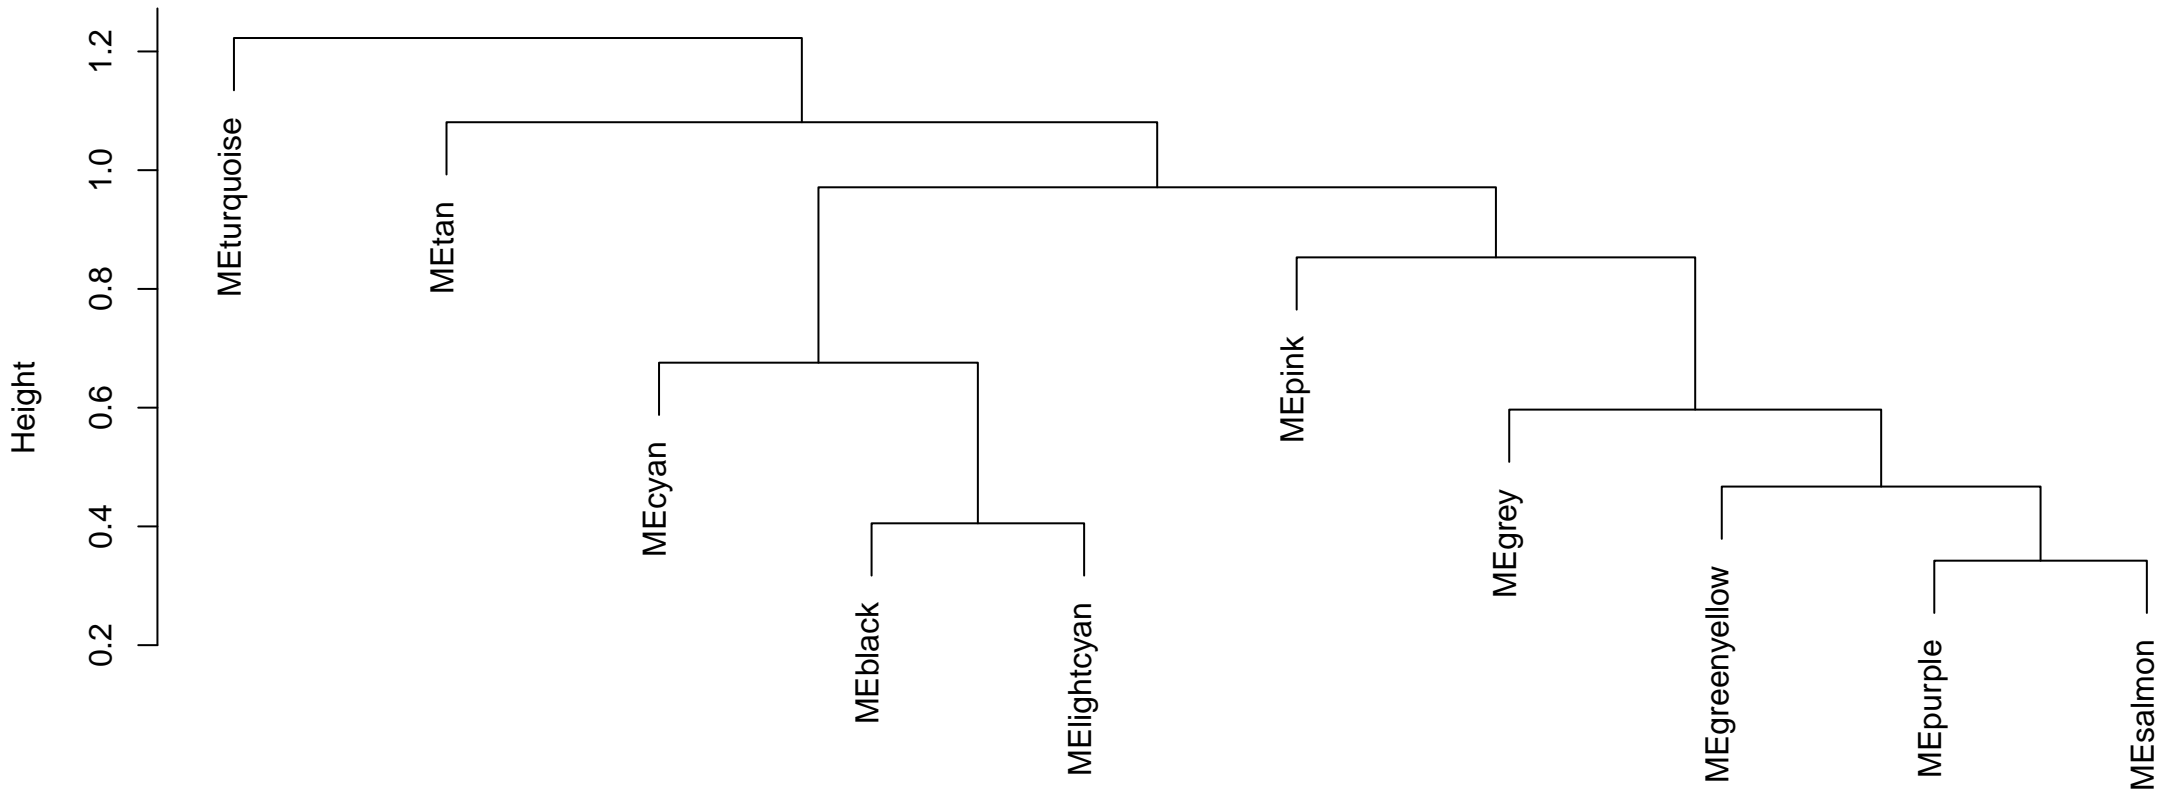 Height
1.2
1.0
0.8
0.6
0.4
0.2
MEturquoise
MEtan
MEcyan
MEblack
MElightcyan
MEpink
MEgrey
MEgreenyellow
MEpurple
MEsalmon